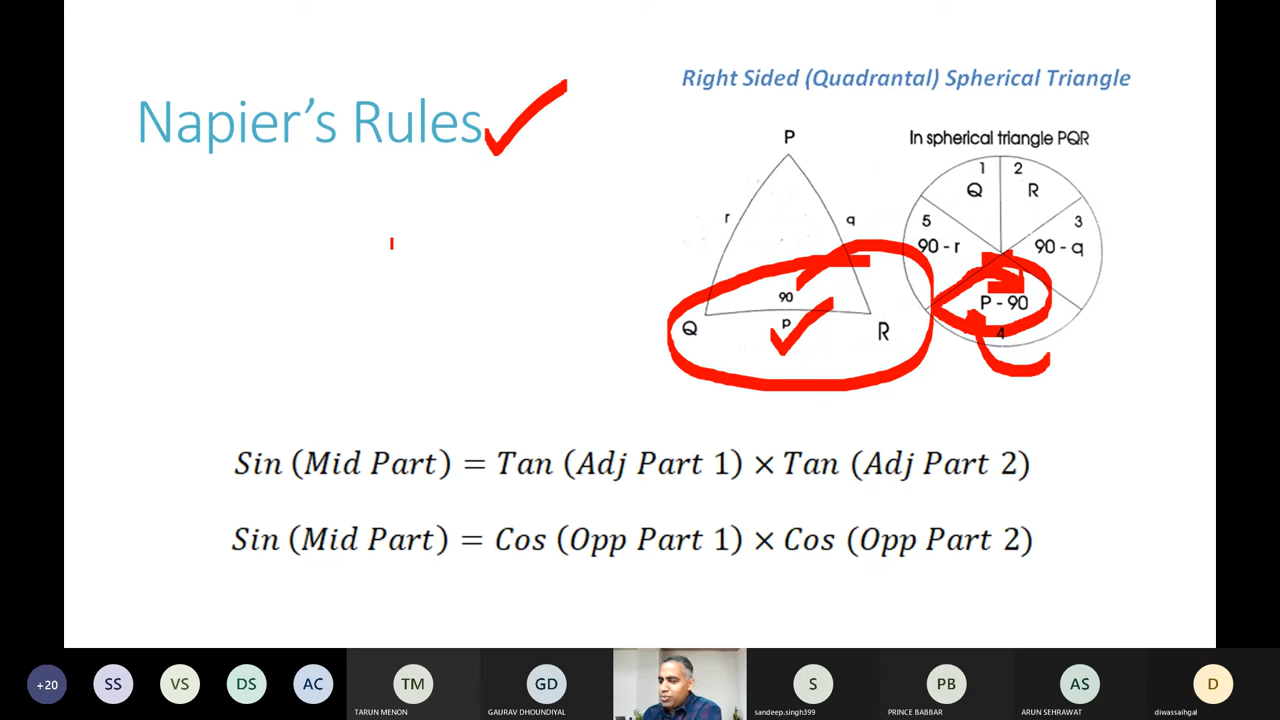 Right Sided (Quadrantal) Spherical Triangle
Napier's Rules
P
In spherical triangle PQR
1
2
Q
R
r
q
5
3
90 - r
90 - q
90
P - 90
Q
p
R
4
Sin (Mid Part) = Tan (Adj Part 1) × Tan (Adj Part 2)
Sin (Mid Part) = Cos (Opp Part 1) × Cos (Opp Part 2)
+20
SS
VS
DS
AC
TM
GD
S
PB
AS
D
TARUN MENON
GAURAV DHOUNDIYAL
sandeep.singh399
PRINCE BABBAR
ARUN SEHRAWAT
diwassaihgal